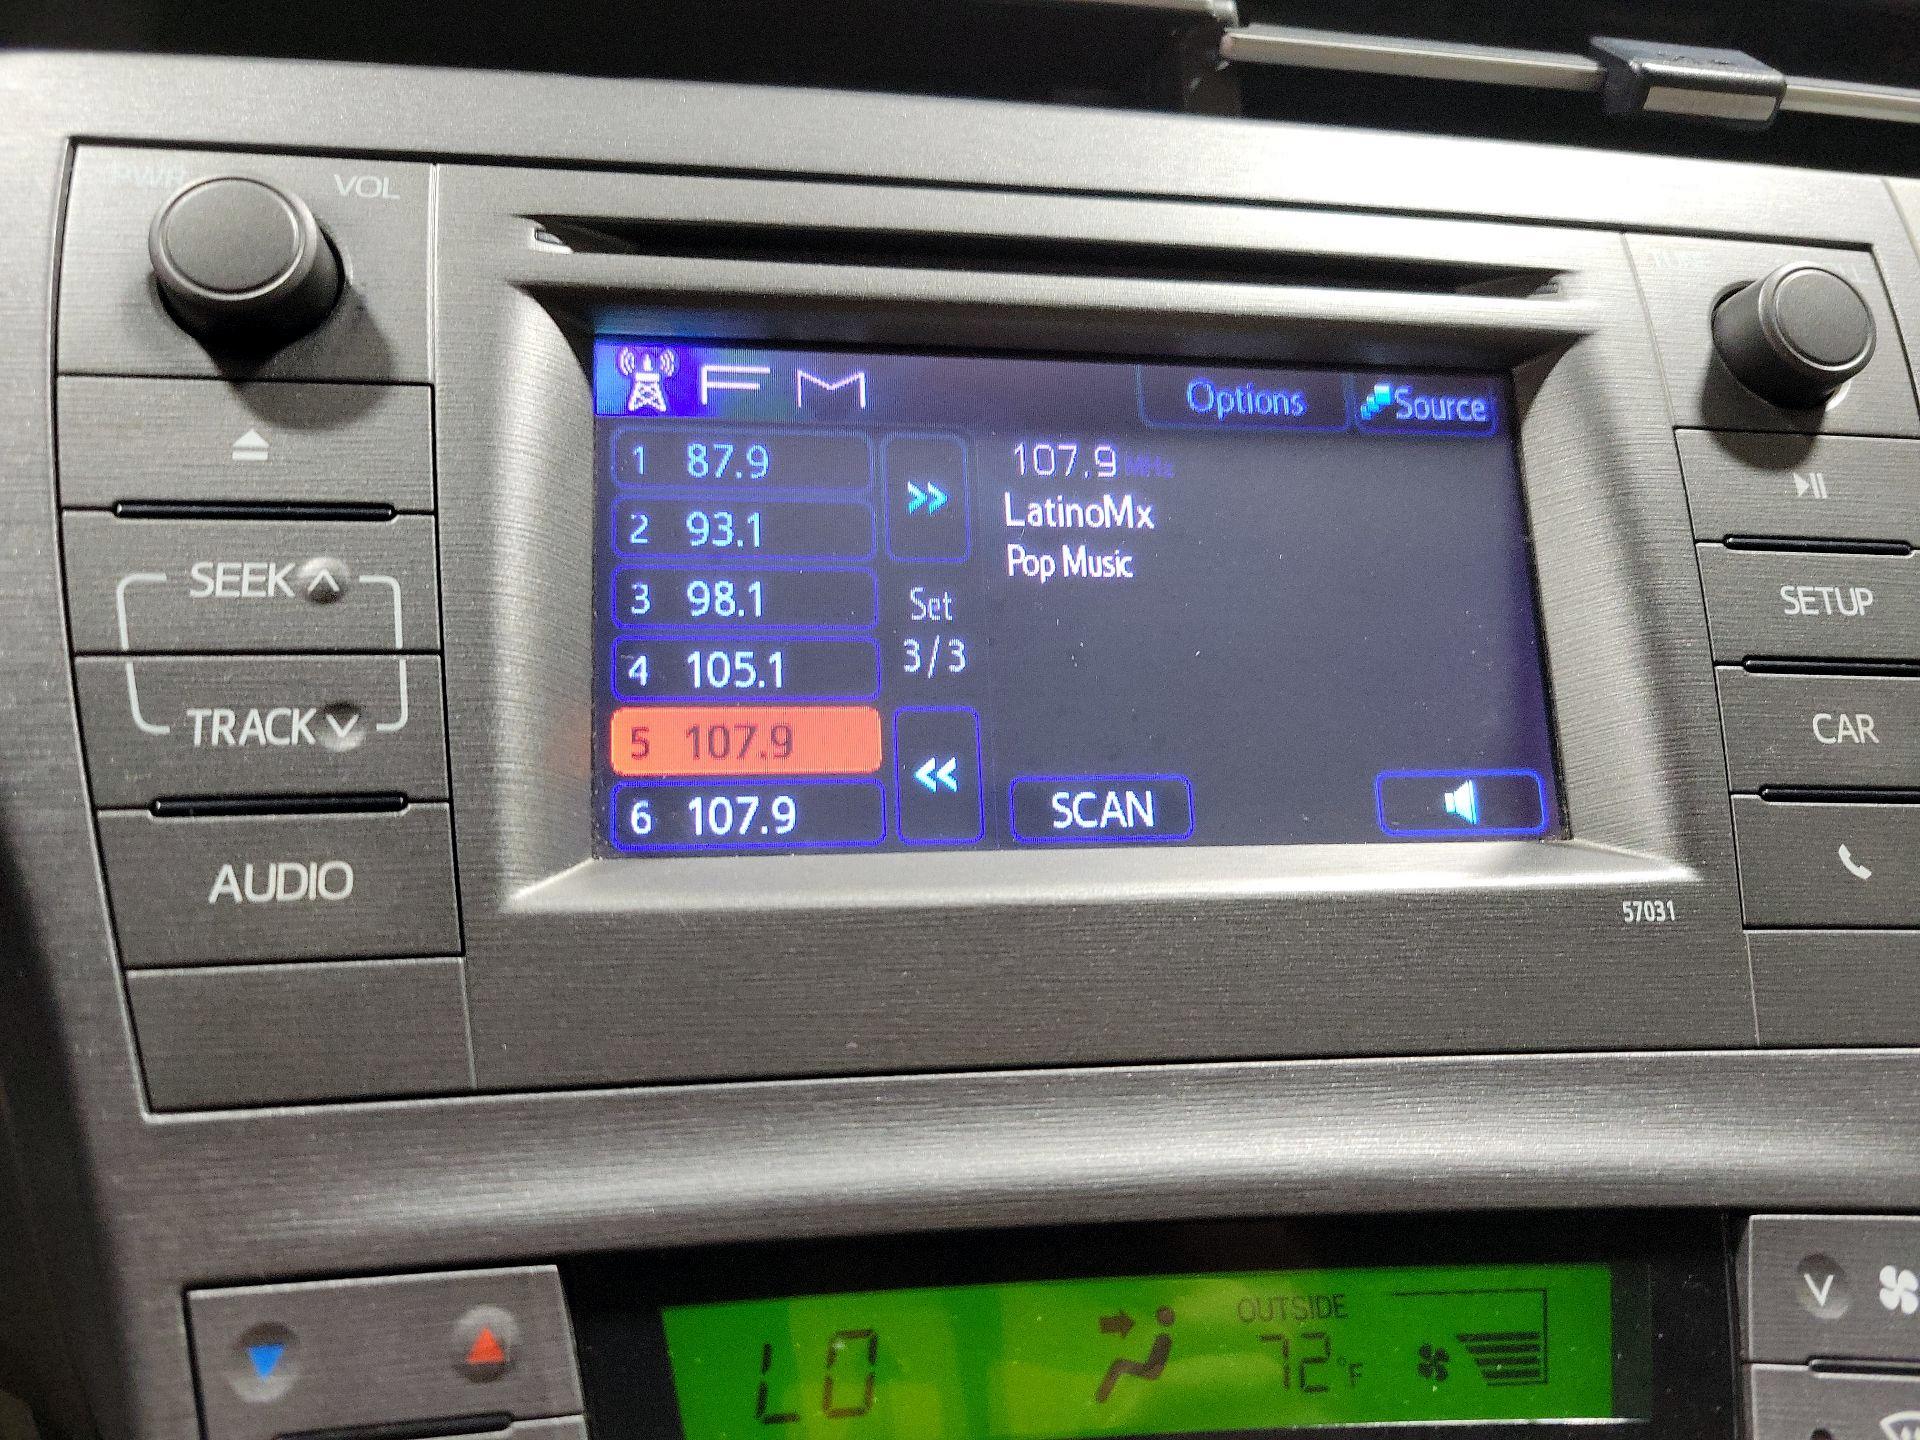 PWR VOL
FM Options Source
1 87.9
2 93.1
3 98.1
4 105.1
5 107.9
6 107.9
Set
3/3
107.9 MHz
LatinoMx
Pop Music
SCAN
SEEK
TRACK
AUDIO
SETUP
CAR
57031
LO
OUTSIDE
72°F